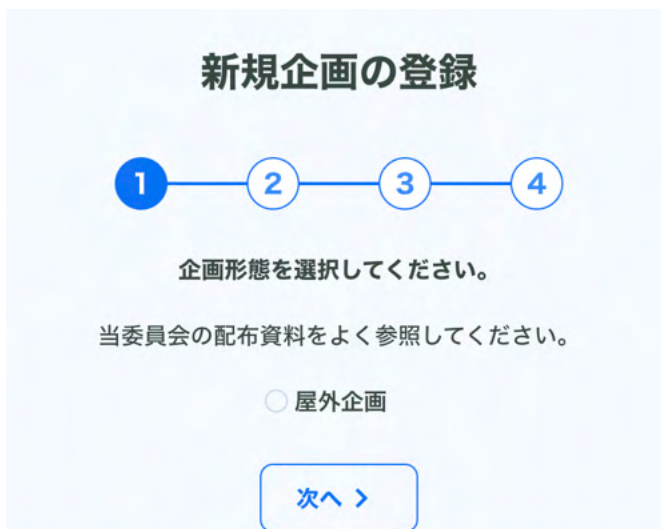 新規企画の登録
1 2 3 4
企画形態を選択してください。
当委員会の配布資料をよく参照してください。
屋外企画
次へ